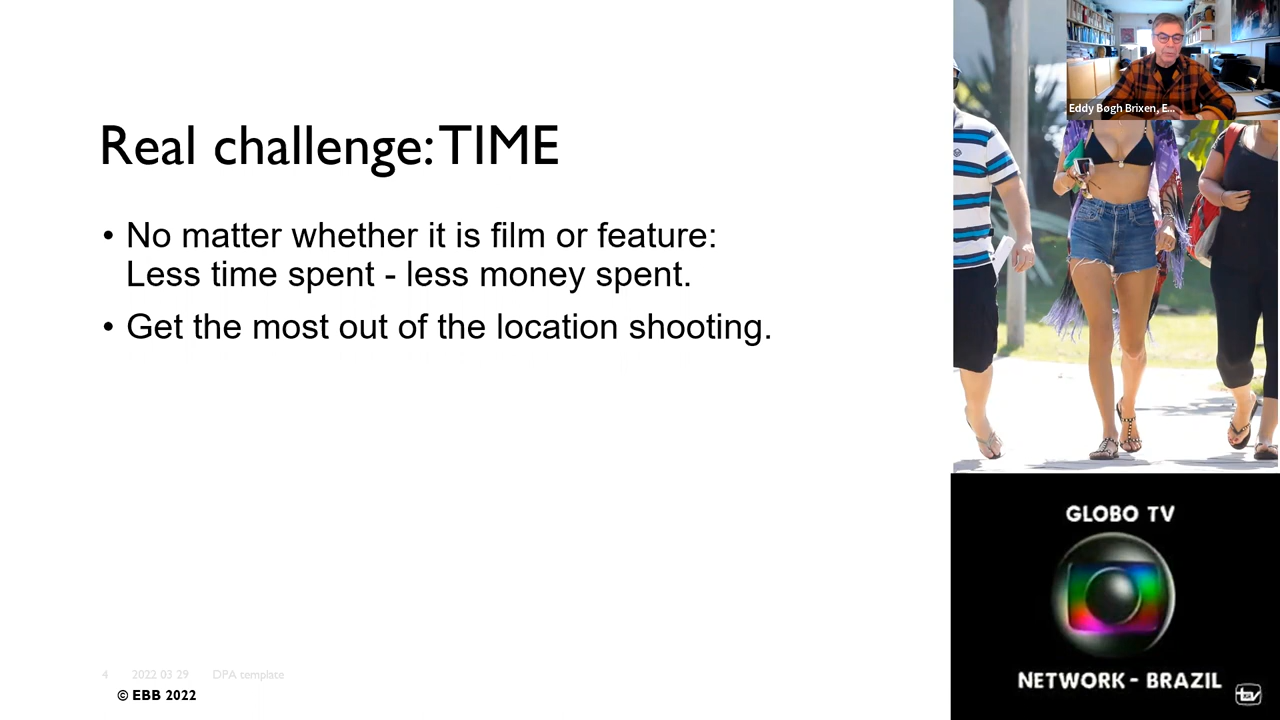 Eddy Bøgh Brixen, E...
Real challenge: TIME
• No matter whether it is film or feature:
Less time spent - less money spent.
• Get the most out of the location shooting.
GLOBO TV
NETWORK - BRAZIL
tv
4 2022 03 29 DPA template
© EBB 2022